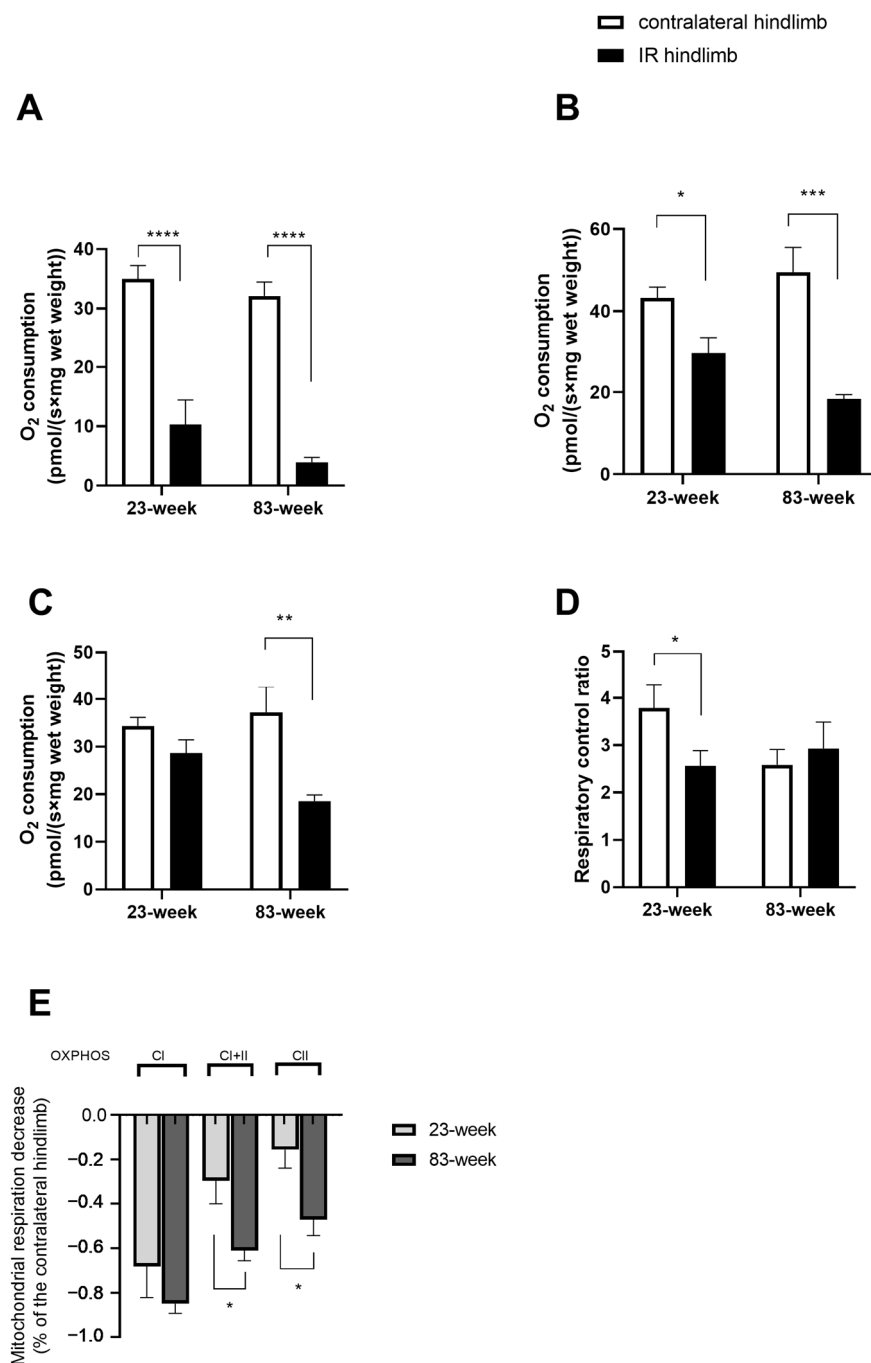 contralateral hindlimb
IR hindlimb
A
O₂ consumption
(pmol/(s×mg wet weight))
40
30
20
10
0
****
****
23-week
83-week
B
O₂ consumption
(pmol/(s×mg wet weight))
60
40
20
0
*
***
23-week
83-week
C
O₂ consumption
(pmol/(s×mg wet weight))
50
40
30
20
10
0
**
23-week
83-week
D
Respiratory control ratio
5
4
3
2
1
0
*
23-week
83-week
E
OXPHOS
CI
CI+II
CII
Mitochondrial respiration decrease
(% of the contralateral hindlimb)
0.0
−0.2
−0.4
−0.6
−0.8
−1.0
*
*
23-week
83-week